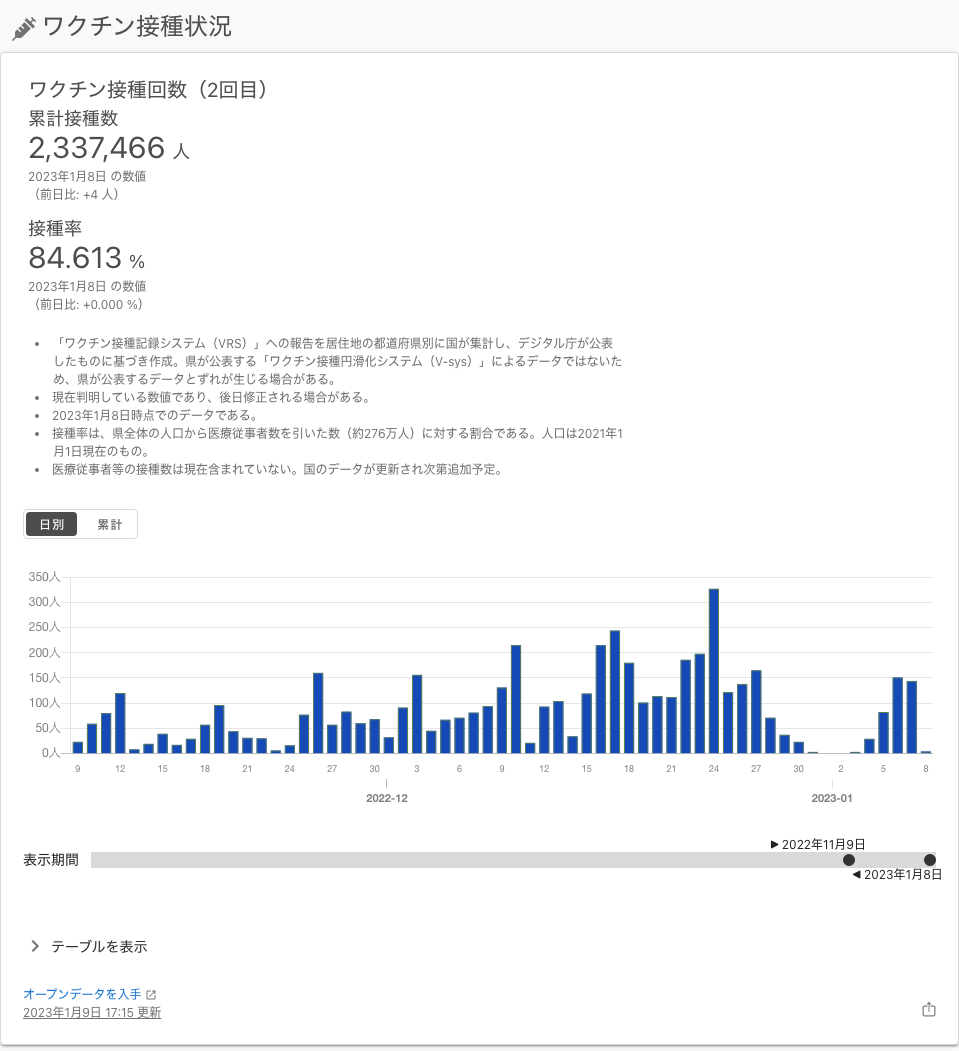 ワクチン接種状況
ワクチン接種回数（2回目）
累計接種数
2,337,466 人
2023年1月8日 の数値
（前日比: +4 人）
接種率
84.613 %
2023年1月8日 の数値
（前日比: +0.000 %）
• 「ワクチン接種記録システム（VRS）」への報告を居住地の都道府県別に国が集計し、デジタル庁が公表
したものに基づき作成。県が公表する「ワクチン接種円滑化システム（V-sys）」によるデータではないた
め、県が公表するデータとずれが生じる場合がある。
• 現在判明している数値であり、後日修正される場合がある。
• 2023年1月8日時点でのデータである。
• 接種率は、県全体の人口から医療従事者数を引いた数（約276万人）に対する割合である。人口は2021年1
月1日現在のもの。
• 医療従事者等の接種数は現在含まれていない。国のデータが更新され次第追加予定。
日別 累計
350人
300人
250人
200人
150人
100人
50人
0人
9 12 15 18 21 24 27 30 3 6 9 12 15 18 21 24 27 30 2 5 8
2022-12 2023-01
▶ 2022年11月9日
表示期間
◀ 2023年1月8日
テーブルを表示
オープンデータを入手
2023年1月9日 17:15 更新